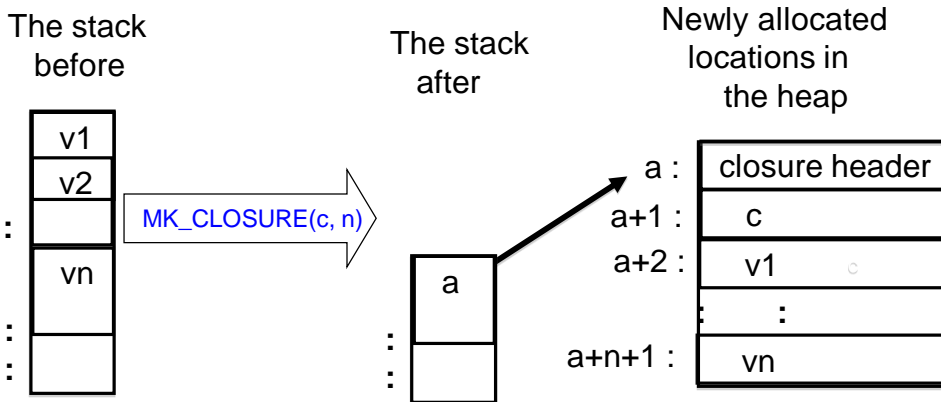 The stack
before
The stack
after
Newly allocated
locations in
the heap
v1
v2
:
vn
:
:
MK_CLOSURE(c, n)
a
:
:
a : closure header
a+1 : c
a+2 : v1 c
: :
a+n+1 : vn